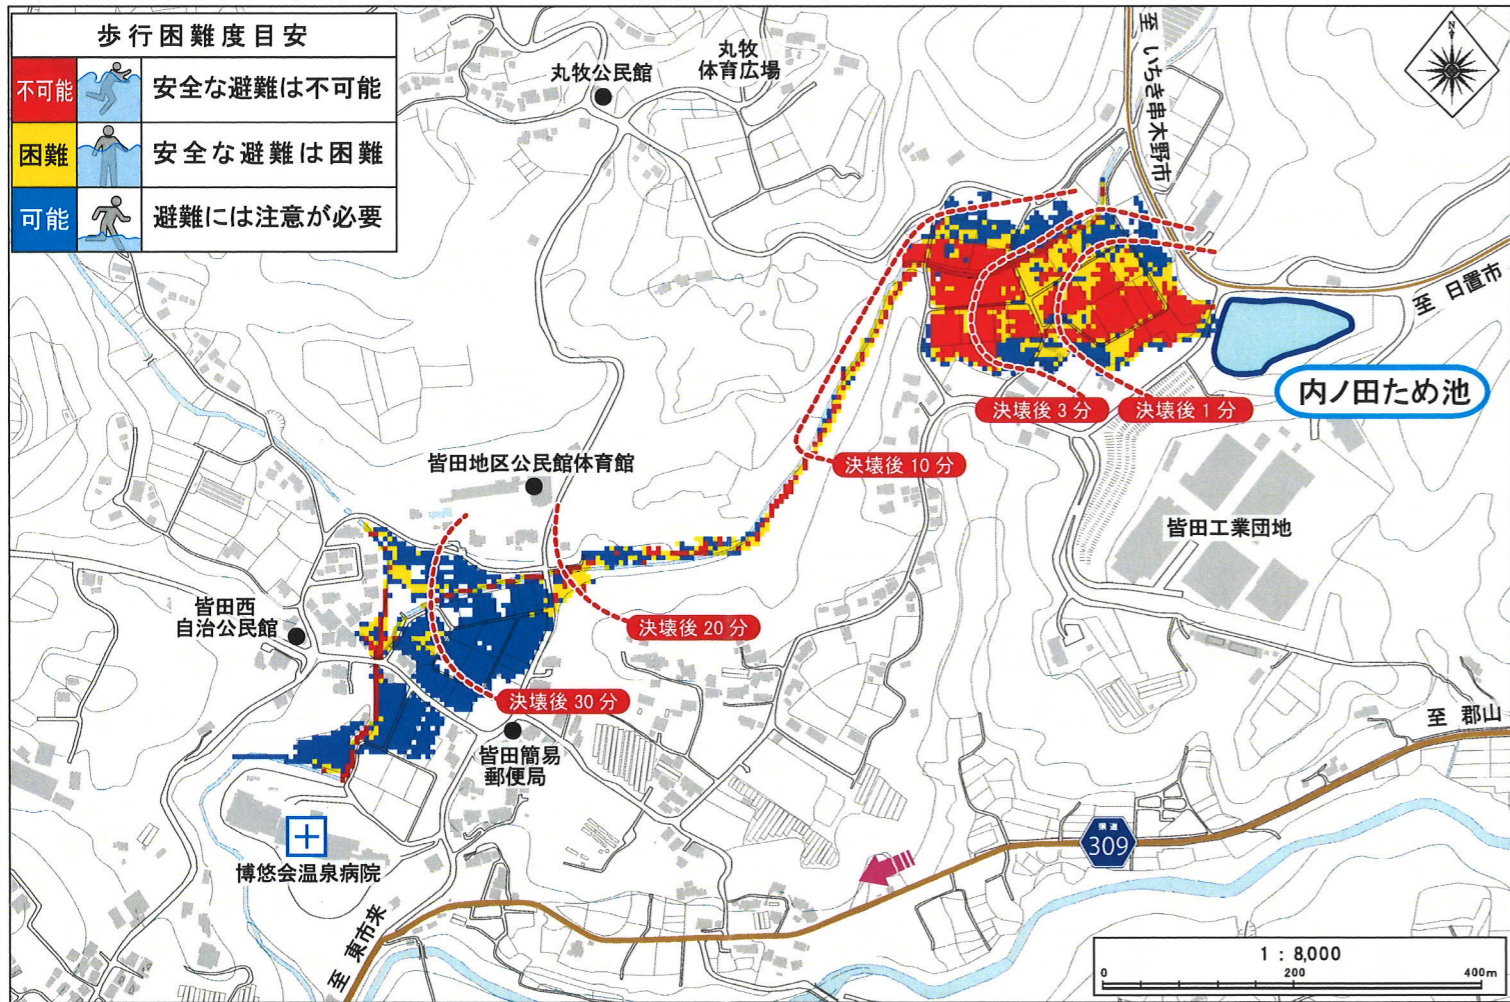 歩行困難度目安
不可能
安全な避難は不可能
困難
安全な避難は困難
可能
避難には注意が必要
丸牧公民館
丸牧
体育広場
至 いちき串木野市
N
至 日置市
内ノ田ため池
決壊後 3 分
決壊後 1 分
決壊後 10 分
皆田地区公民館体育館
皆田工業団地
皆田西
自治公民館
決壊後 20 分
決壊後 30 分
皆田簡易
郵便局
至 郡山
県道
309
博悠会温泉病院
至 東市来
1 : 8,000
0
200
400m